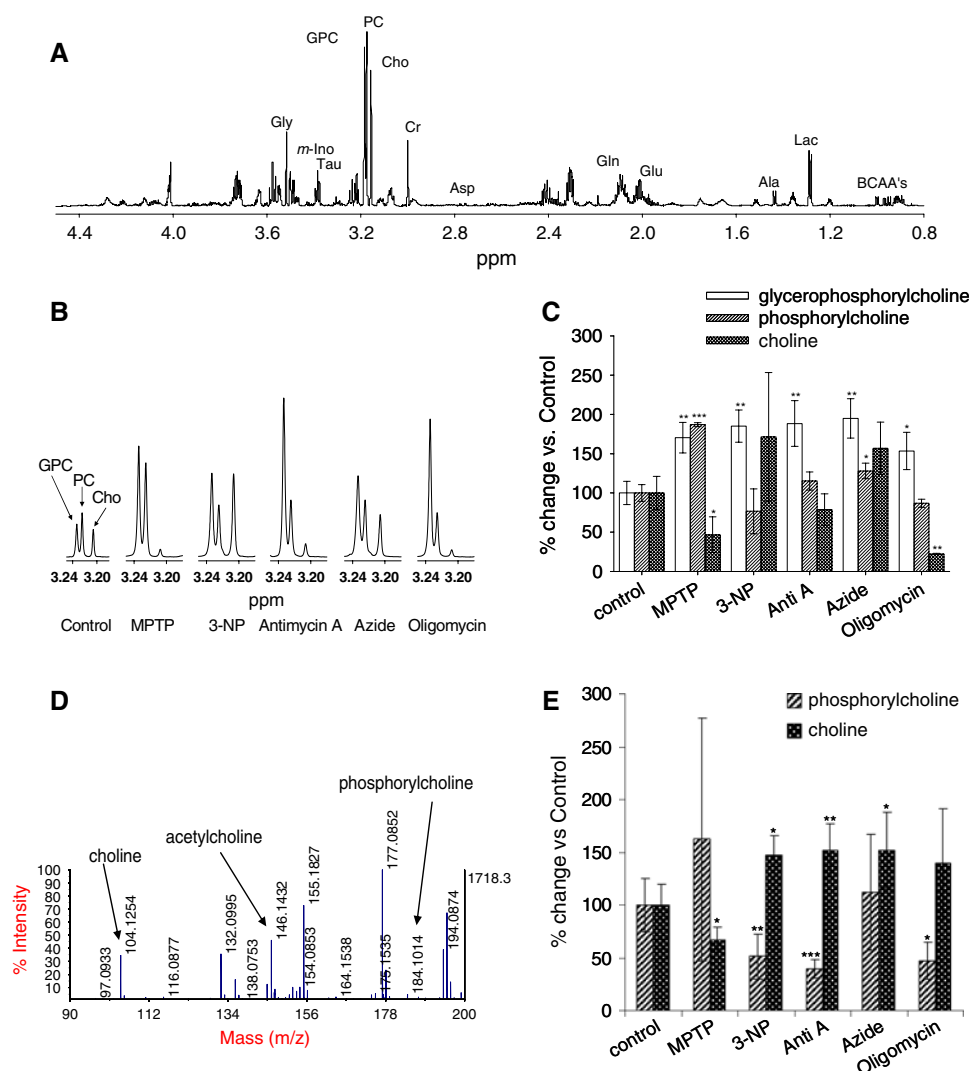 A
PC
GPC
Cho
Gly
m-Ino
Tau
Cr
Asp
Gln
Glu
Lac
Ala
BCAA's
4.4 4.0 3.6 3.2 2.8 2.4 2.0 1.6 1.2 0.8
ppm
B
GPC
PC
Cho
3.24 3.20 3.24 3.20 3.24 3.20 3.24 3.20 3.24 3.20 3.24 3.20
ppm
Control MPTP 3-NP Antimycin A Azide Oligomycin
C
glycerophosphorylcholine
phosphorylcholine
choline
% change vs. Control
300
250
200
150
100
50
0
** *** *
**
**
** *
* **
control MPTP 3-NP Anti A Azide Oligomycin
D
choline
acetylcholine
phosphorylcholine
% Intensity
100
90
80
70
60
50
40
30
20
10
97.0933
104.1254
116.0877
132.0995
138.0753
146.1432
154.0853
155.1827
164.1538
175.1535
177.0852
184.1014
194.0874
1718.3
90 112 134 156 178 200
Mass (m/z)
E
phosphorylcholine
choline
% change vs Control
300
250
200
150
100
50
0
*
** *
*** **
*
*
control MPTP 3-NP Anti A Azide Oligomycin